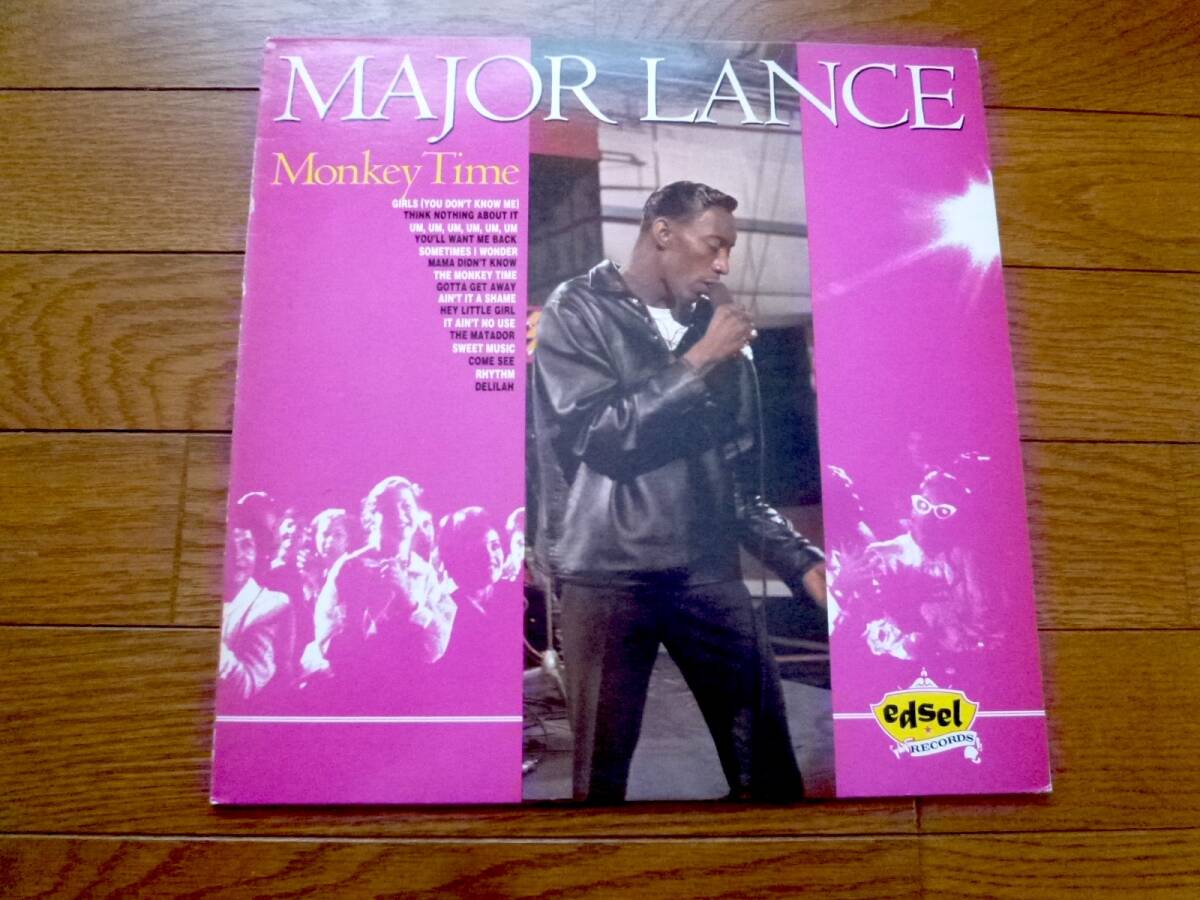 MAJOR LANCE
Monkey Time
GIRLS (YOU DON'T KNOW ME)
THINK NOTHING ABOUT IT
UM, UM, UM, UM, UM, UM
YOU'LL WANT ME BACK
SOMETIMES I WONDER
MAMA DIDN'T KNOW
THE MONKEY TIME
GOTTA GET AWAY
AIN'T IT A SHAME
HEY LITTLE GIRL
IT AIN'T NO USE
THE MATADOR
SWEET MUSIC
COME SEE
RHYTHM
DELILAH
edsel
RECORDS